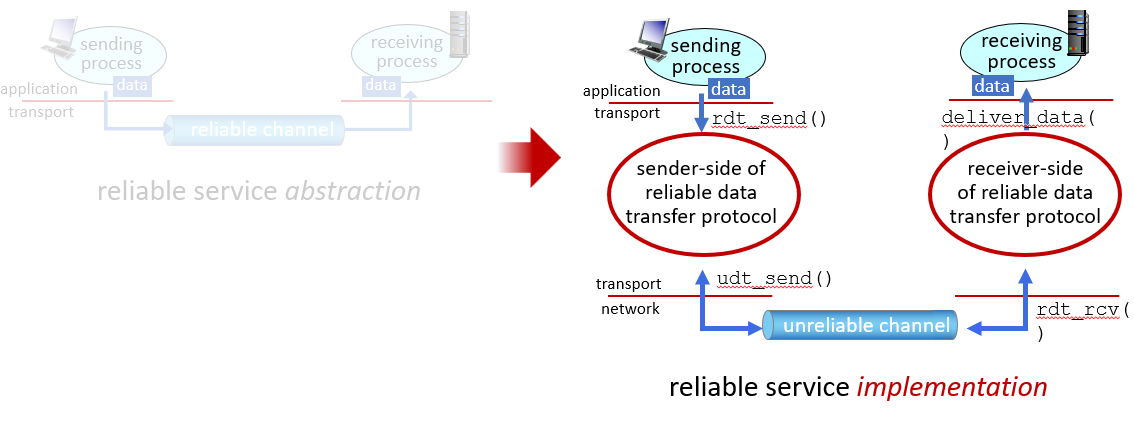 sending
process
data
application
transport
receiving
process
data
reliable channel
reliable service abstraction
sending
process
data
application
transport
rdt_send()
receiving
process
data
deliver_data(
)
sender-side of
reliable data
transfer protocol
receiver-side
of reliable data
transfer protocol
udt_send()
transport
network
unreliable channel
rdt_rcv(
)
reliable service implementation